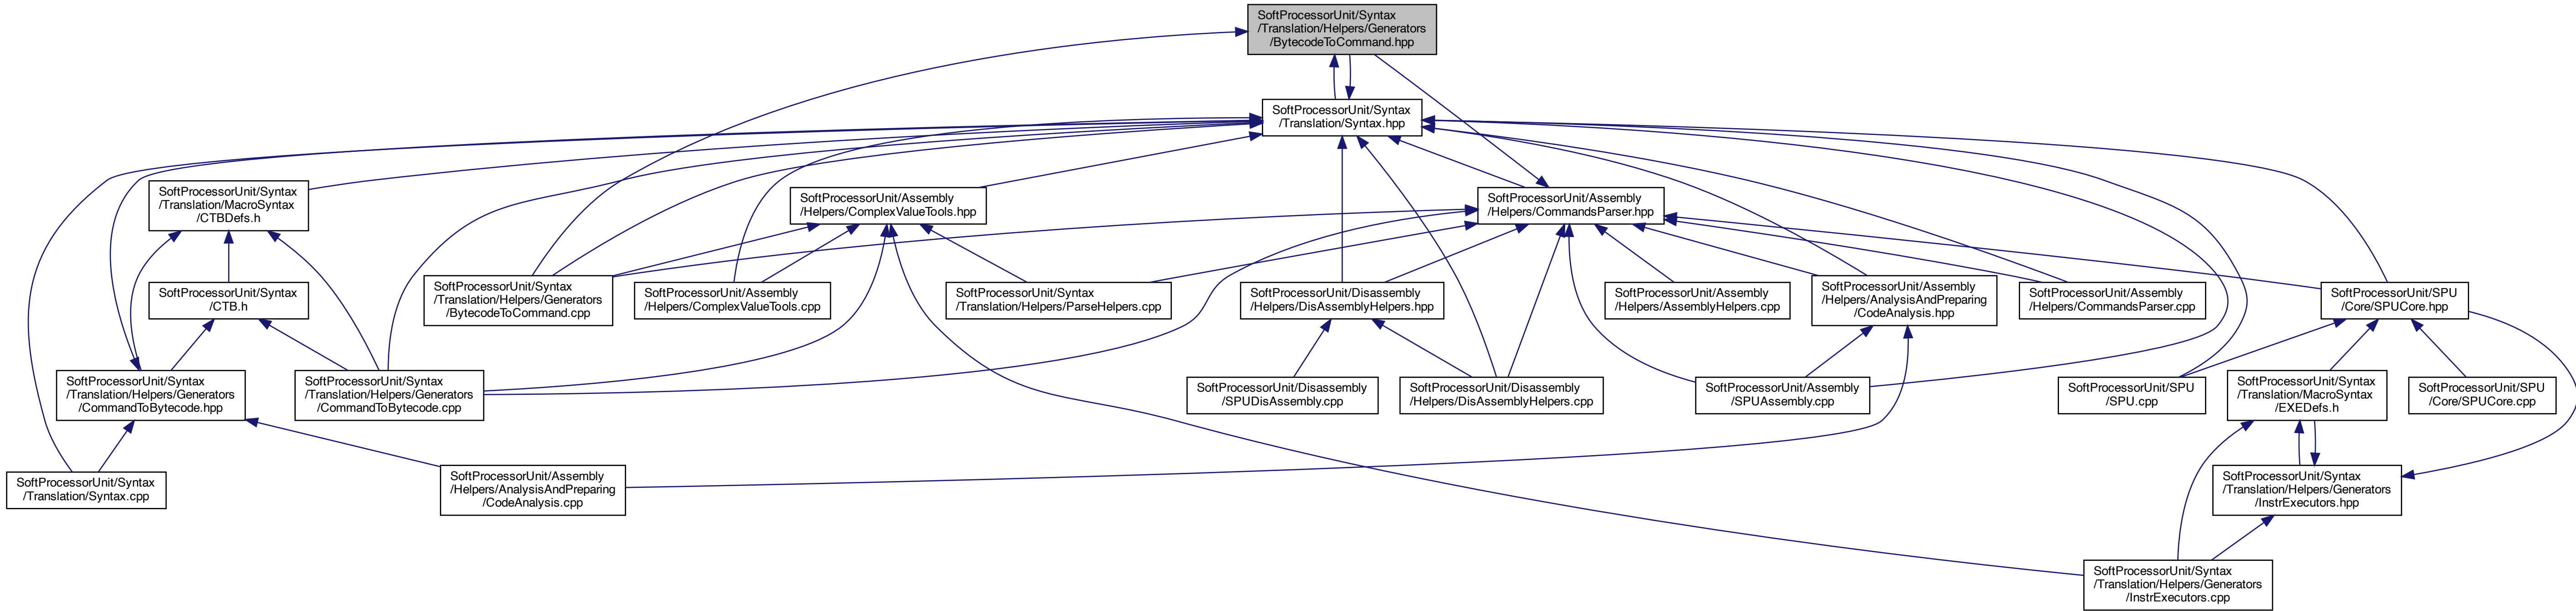 SoftProcessorUnit/Syntax
/Translation/Helpers/Generators
/BytecodeToCommand.hpp
SoftProcessorUnit/Syntax
/Translation/Syntax.hpp
SoftProcessorUnit/Syntax
/Translation/MacroSyntax
/CTBDefs.h
SoftProcessorUnit/Assembly
/Helpers/ComplexValueTools.hpp
SoftProcessorUnit/Assembly
/Helpers/CommandsParser.hpp
SoftProcessorUnit/Syntax
/CTB.h
SoftProcessorUnit/Syntax
/Translation/Helpers/Generators
/BytecodeToCommand.cpp
SoftProcessorUnit/Assembly
/Helpers/ComplexValueTools.cpp
SoftProcessorUnit/Syntax
/Translation/Helpers/ParseHelpers.cpp
SoftProcessorUnit/Disassembly
/Helpers/DisAssemblyHelpers.hpp
SoftProcessorUnit/Assembly
/Helpers/AssemblyHelpers.cpp
SoftProcessorUnit/Assembly
/Helpers/AnalysisAndPreparing
/CodeAnalysis.hpp
SoftProcessorUnit/Assembly
/Helpers/CommandsParser.cpp
SoftProcessorUnit/SPU
/Core/SPUCore.hpp
SoftProcessorUnit/Syntax
/Translation/Helpers/Generators
/CommandToBytecode.hpp
SoftProcessorUnit/Syntax
/Translation/Helpers/Generators
/CommandToBytecode.cpp
SoftProcessorUnit/Disassembly
/SPUDisAssembly.cpp
SoftProcessorUnit/Disassembly
/Helpers/DisAssemblyHelpers.cpp
SoftProcessorUnit/Assembly
/SPUAssembly.cpp
SoftProcessorUnit/SPU
/SPU.cpp
SoftProcessorUnit/Syntax
/Translation/MacroSyntax
/EXEDefs.h
SoftProcessorUnit/SPU
/Core/SPUCore.cpp
SoftProcessorUnit/Syntax
/Translation/Syntax.cpp
SoftProcessorUnit/Assembly
/Helpers/AnalysisAndPreparing
/CodeAnalysis.cpp
SoftProcessorUnit/Syntax
/Translation/Helpers/Generators
/InstrExecutors.hpp
SoftProcessorUnit/Syntax
/Translation/Helpers/Generators
/InstrExecutors.cpp